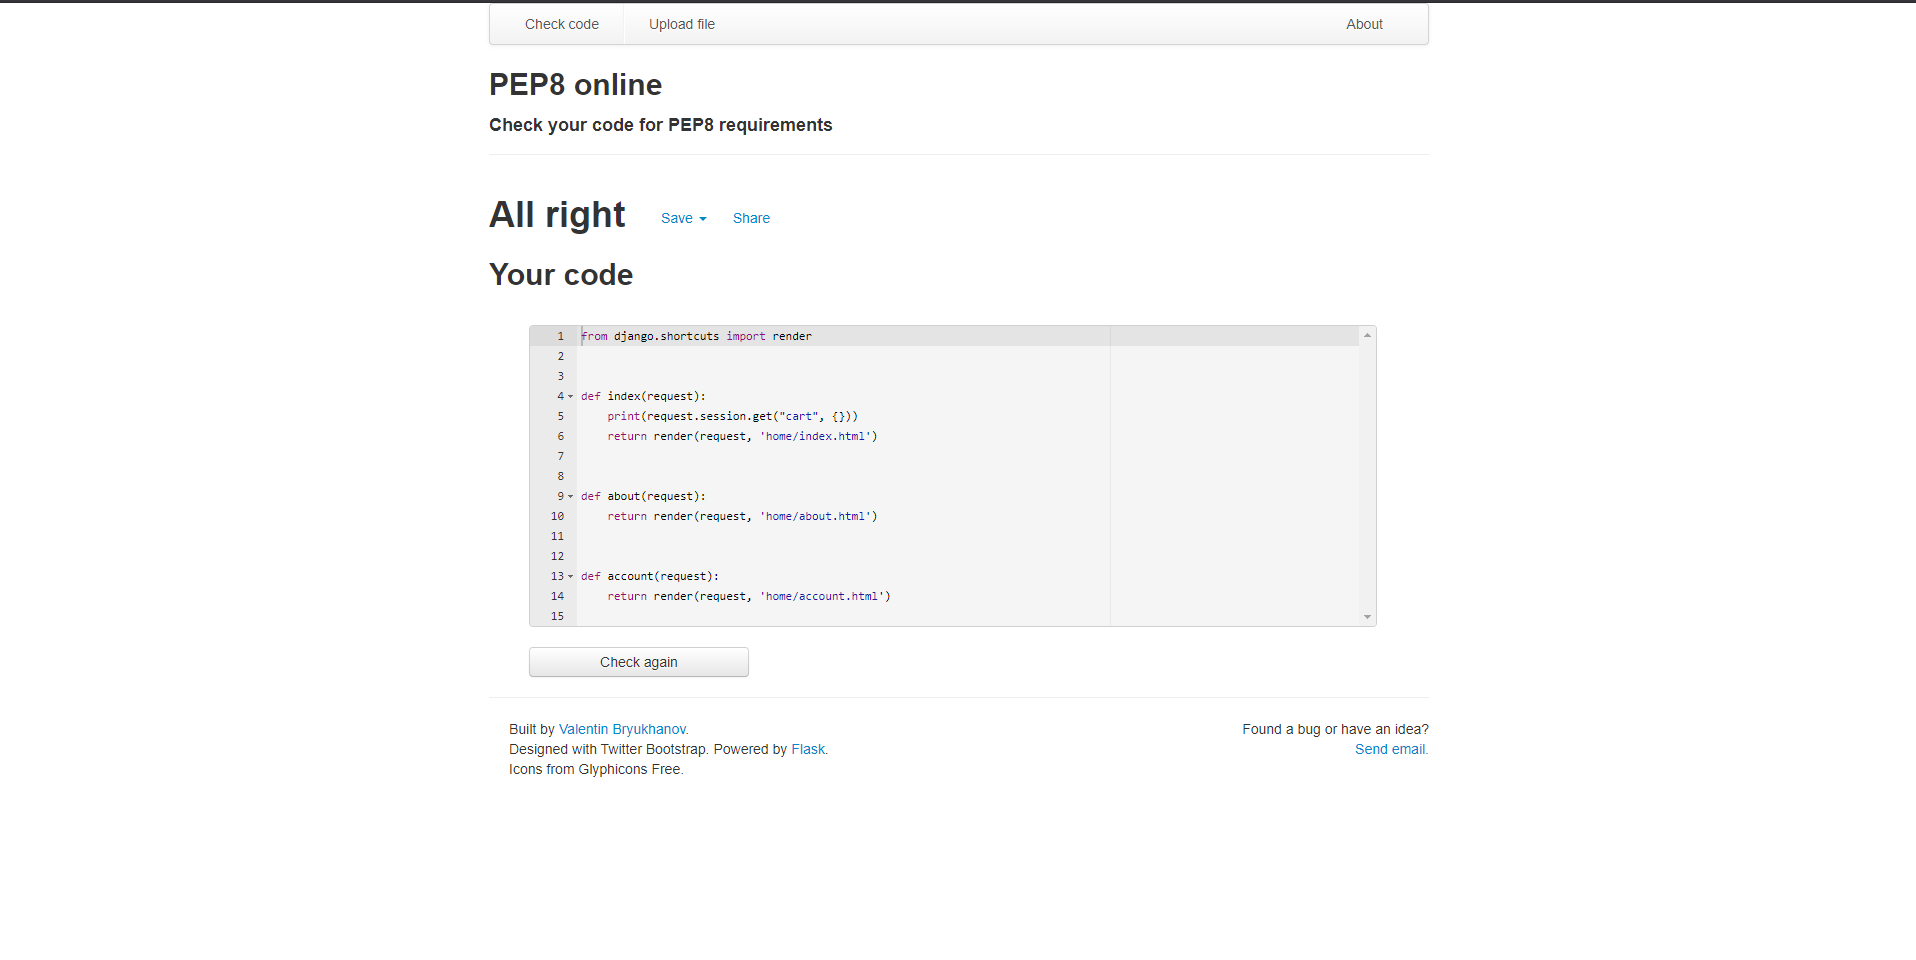 Check code Upload file About
PEP8 online
Check your code for PEP8 requirements
All right Save Share
Your code
1 from django.shortcuts import render
2
3
4 def index(request):
5     print(request.session.get("cart", {}))
6     return render(request, 'home/index.html')
7
8
9 def about(request):
10     return render(request, 'home/about.html')
11
12
13 def account(request):
14     return render(request, 'home/account.html')
15
Check again
Built by Valentin Bryukhanov. Found a bug or have an idea?
Designed with Twitter Bootstrap. Powered by Flask. Send email.
Icons from Glyphicons Free.